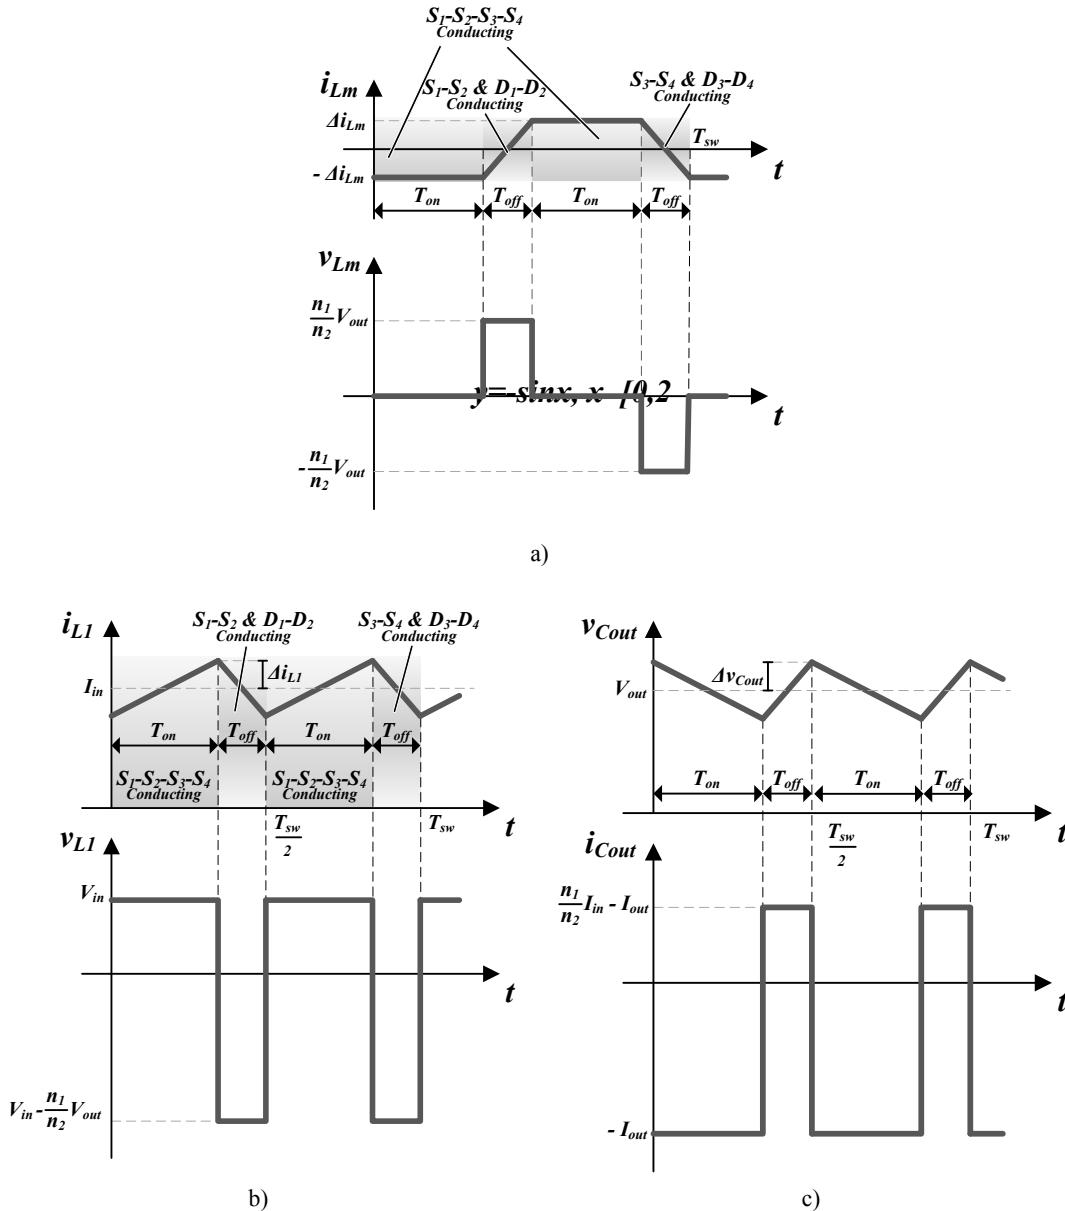 S1-S2-S3-S4
Conducting
iLm
S1-S2 & D1-D2
Conducting
S3-S4 & D3-D4
Conducting
ΔiLm
Tsw
t
- ΔiLm
Ton Toff Ton Toff
vLm
n1/n2 Vout
y=-sinx, x [0,2
t
-n1/n2 Vout
a)
iL1
S1-S2 & D1-D2
Conducting
S3-S4 & D3-D4
Conducting
ΔiL1
Iin
Ton Toff Ton Toff
S1-S2-S3-S4
Conducting
S1-S2-S3-S4
Conducting
Tsw/2
Tsw
t
vL1
Vin
t
Vin - n1/n2 Vout
b)
vCout
ΔvCout
Vout
Ton Toff Ton Toff
Tsw/2
Tsw
t
iCout
n1/n2 Iin - Iout
t
- Iout
c)